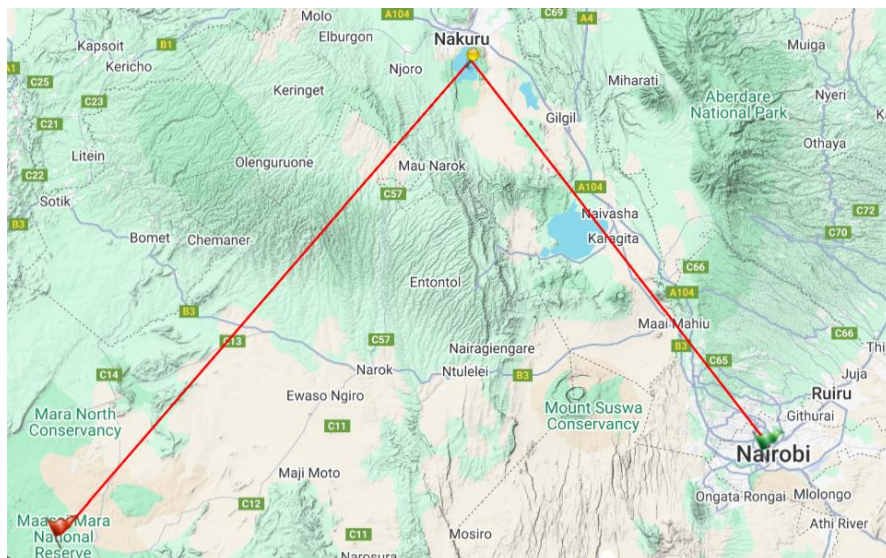 Molo
A104
C69
A4
Kapsoit
B1
Elburgon
Nakuru
Muiga
Kericho
Njoro
Miharati
C25
Keringet
Aberdare
National Park
Nyeri
C23
Gilgil
C21
Othaya
Litein
Olenguruone
Mau Narok
C22
C57
A104
Sotik
Naivasha
C72
B3
Bomet
Chemaner
Karagita
C70
C66
Entontol
A104
B3
Maai Mahiu
C13
C57
C66
B3
Nairagiengare
C65
C14
Narok
Ntulelei
B3
Juja
Ewaso Ngiro
Ruiru
Mara North
Conservancy
Mount Suswa
Conservancy
Githurai
C11
Nairobi
Maji Moto
C12
Ongata Rongai
Mlolongo
National
Reserve
C11
Mosiro
Athi River
Narosura